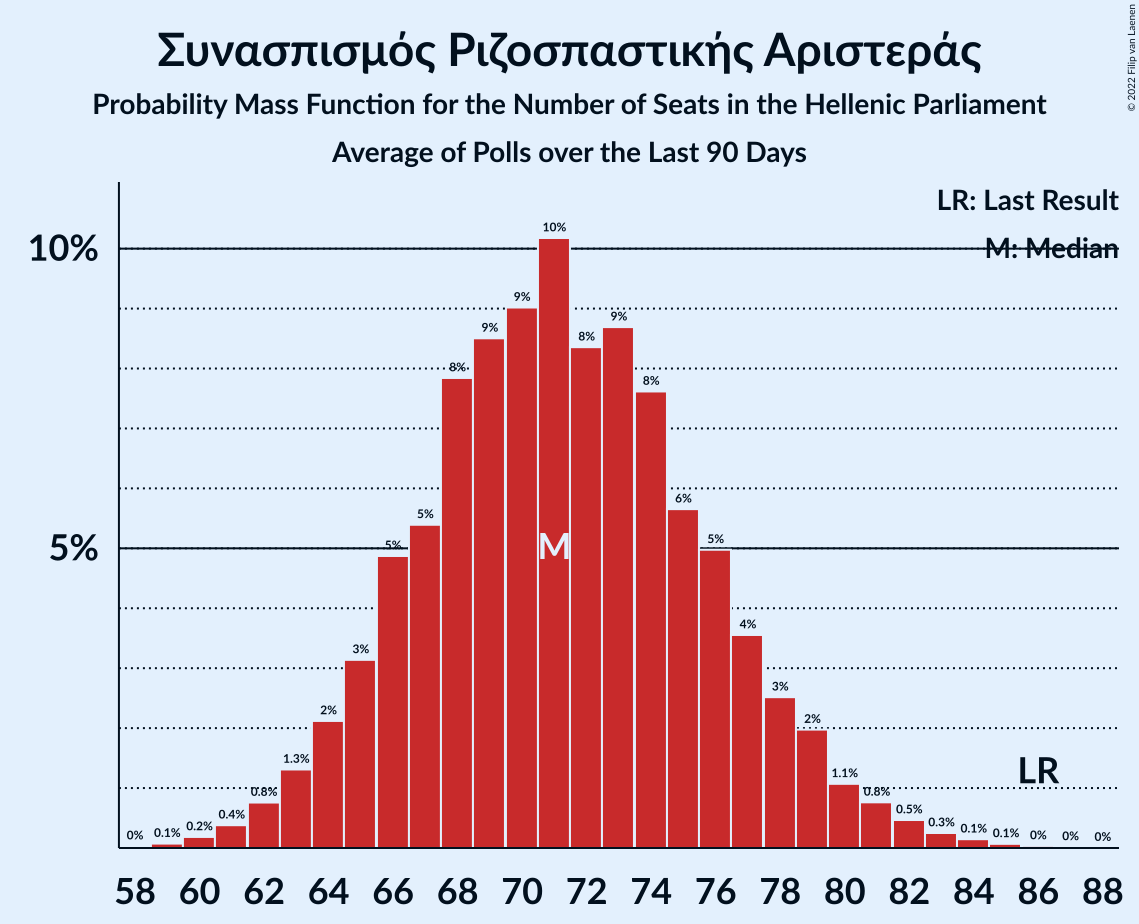 Συνασπισμός Ριζοσπαστικής Αριστεράς
Probability Mass Function for the Number of Seats in the Hellenic Parliament
Average of Polls over the Last 90 Days
© 2022 Filip van Laenen
LR: Last Result
M: Median
10%
5%
0% 0.1% 0.2% 0.4% 0.8% 1.3% 2% 3% 5% 5% 8% 9% 9% 10% 8% 9% 8% 6% 5% 4% 3% 2% 1.1% 0.8% 0.5% 0.3% 0.1% 0.1% 0% 0% 0%
M
LR
58 60 62 64 66 68 70 72 74 76 78 80 82 84 86 88